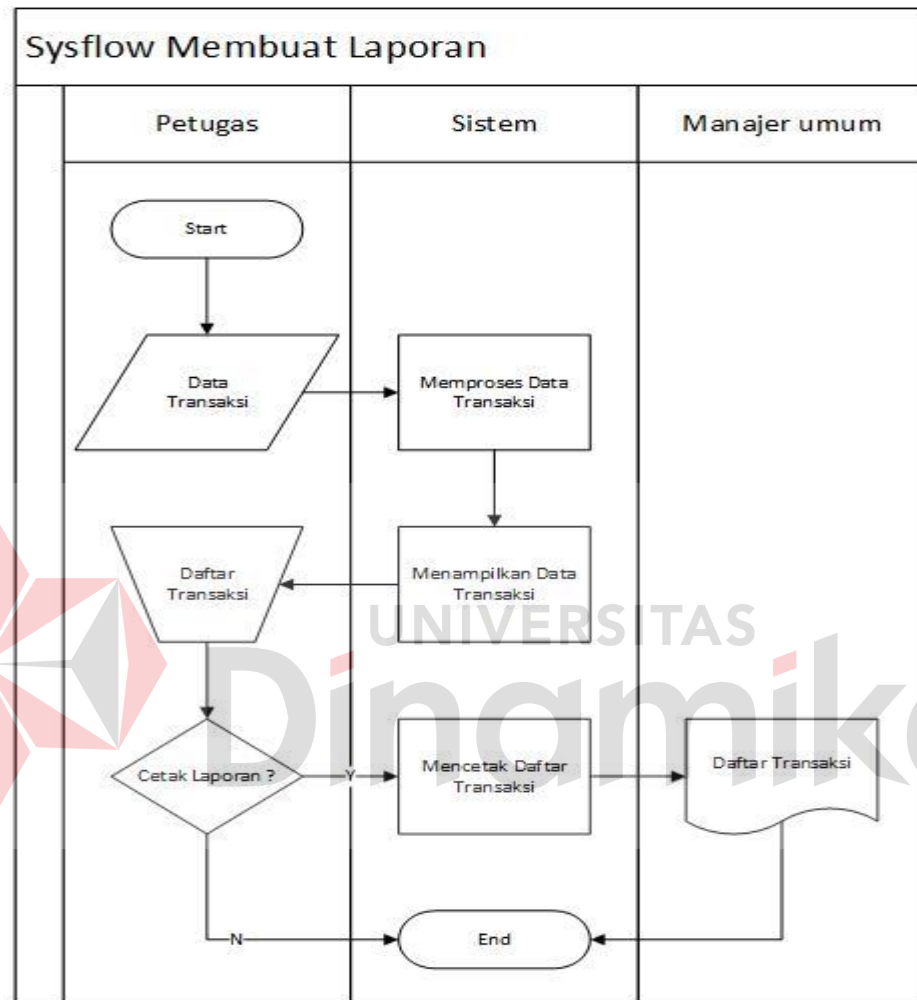 Sysflow Membuat Laporan
Petugas
Sistem
Manajer umum
Start
Data
Transaksi
Memproses Data
Transaksi
Daftar
Transaksi
Menampilkan Data
Transaksi
UNIVERSITAS
Dinamika
Cetak Laporan ?
Y
Mencetak Daftar
Transaksi
Daftar Transaksi
N
End